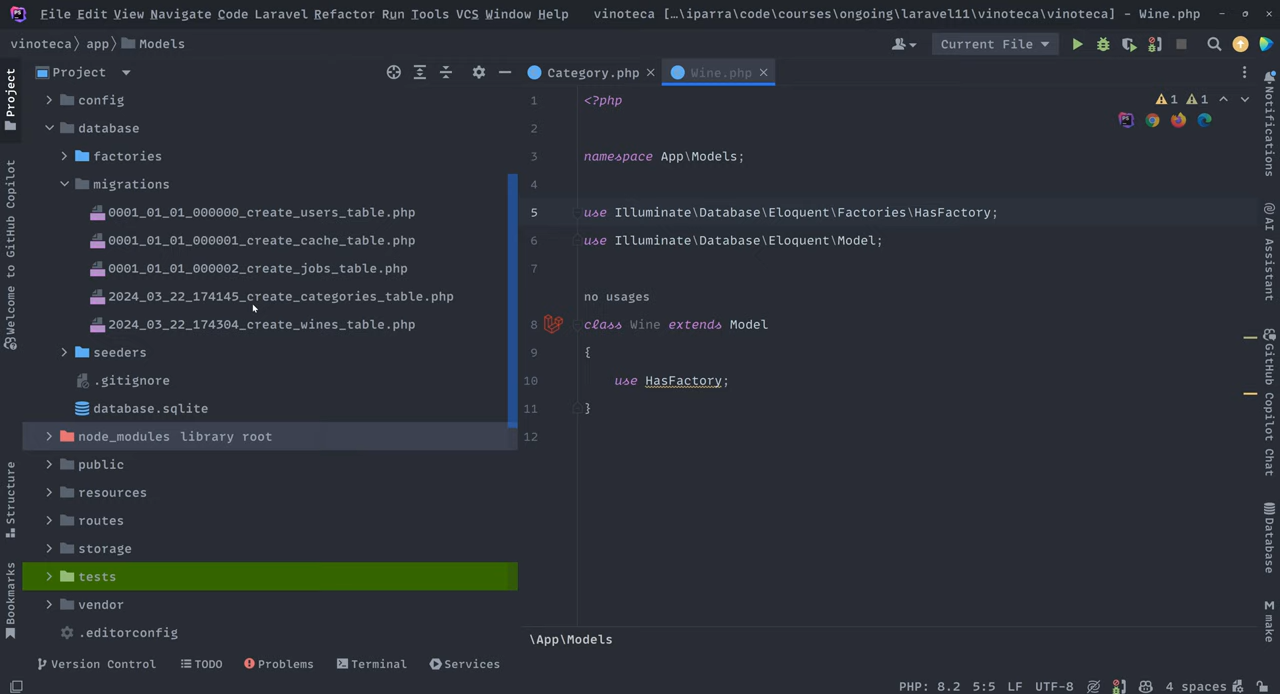 File Edit View Navigate Code Laravel Refactor Run Tools VCS Window Help
vinoteca [...\iparra\code\courses\ongoing\laravel11\vinoteca\vinoteca] - Wine.php
vinoteca
app
Models
Current File
Project
Category.php
Wine.php
Project
Welcome to GitHub Copilot
Structure
Bookmarks
config
database
factories
migrations
0001_01_01_000000_create_users_table.php
0001_01_01_000001_create_cache_table.php
0001_01_01_000002_create_jobs_table.php
2024_03_22_174145_create_categories_table.php
2024_03_22_174304_create_wines_table.php
seeders
.gitignore
database.sqlite
node_modules library root
public
resources
routes
storage
tests
vendor
.editorconfig
1 <?php
2
3 namespace App\Models;
4
5 use Illuminate\Database\Eloquent\Factories\HasFactory;
6 use Illuminate\Database\Eloquent\Model;
7
no usages
8 class Wine extends Model
9 {
10 use HasFactory;
11 }
12
1 1
\App\Models
Notifications
AI Assistant
GitHub Copilot Chat
Database
make
Version Control
TODO
Problems
Terminal
Services
PHP: 8.2 5:5 LF UTF-8 4 spaces